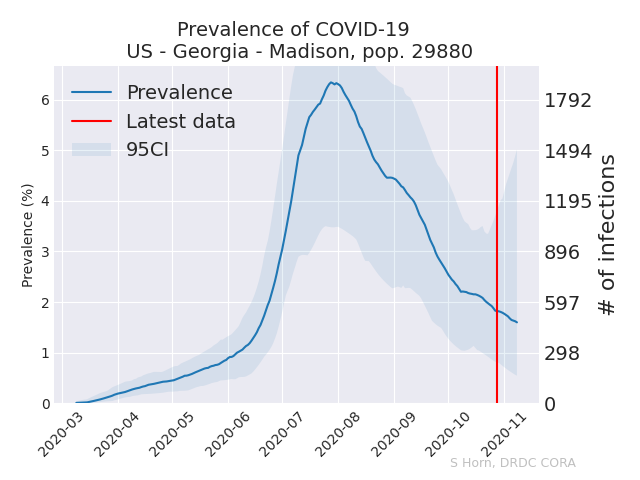 Prevalence of COVID-19
US - Georgia - Madison, pop. 29880
Prevalence
Latest data
95CI
Prevalence (%)
6
5
4
3
2
1
0
1792
1494
1195
896
597
298
0
# of infections
2020-03
2020-04
2020-05
2020-06
2020-07
2020-08
2020-09
2020-10
2020-11
S Horn, DRDC CORA